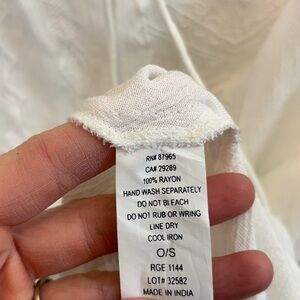 RN# 87965
CA# 29289
100% RAYON
HAND WASH SEPARATELY
DO NOT BLEACH
DO NOT RUB OR WRING
LINE DRY
COOL IRON
O/S
RGE 1144
LOT# 32582
MADE IN INDIA